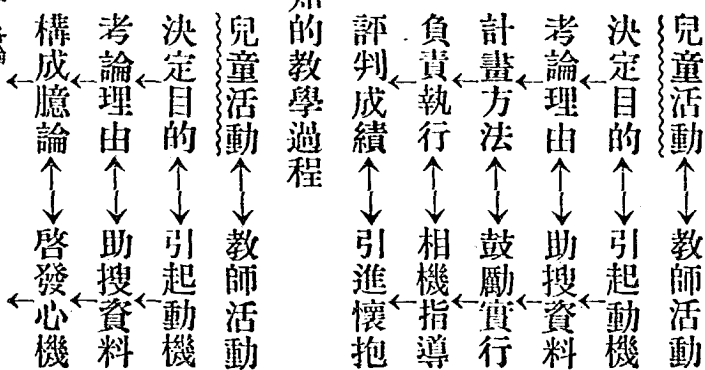 兒童活動↔教師活動
決定目的↔引起動機
考論理由↔助搜資料
計畫方法↔鼓勵實行
負責執行↔相機指導
評判成績↔引進懷抱
的教學過程
兒童活動↔教師活動
決定目的↔引起動機
考論理由↔助搜資料
構成臆論↔啓發心機